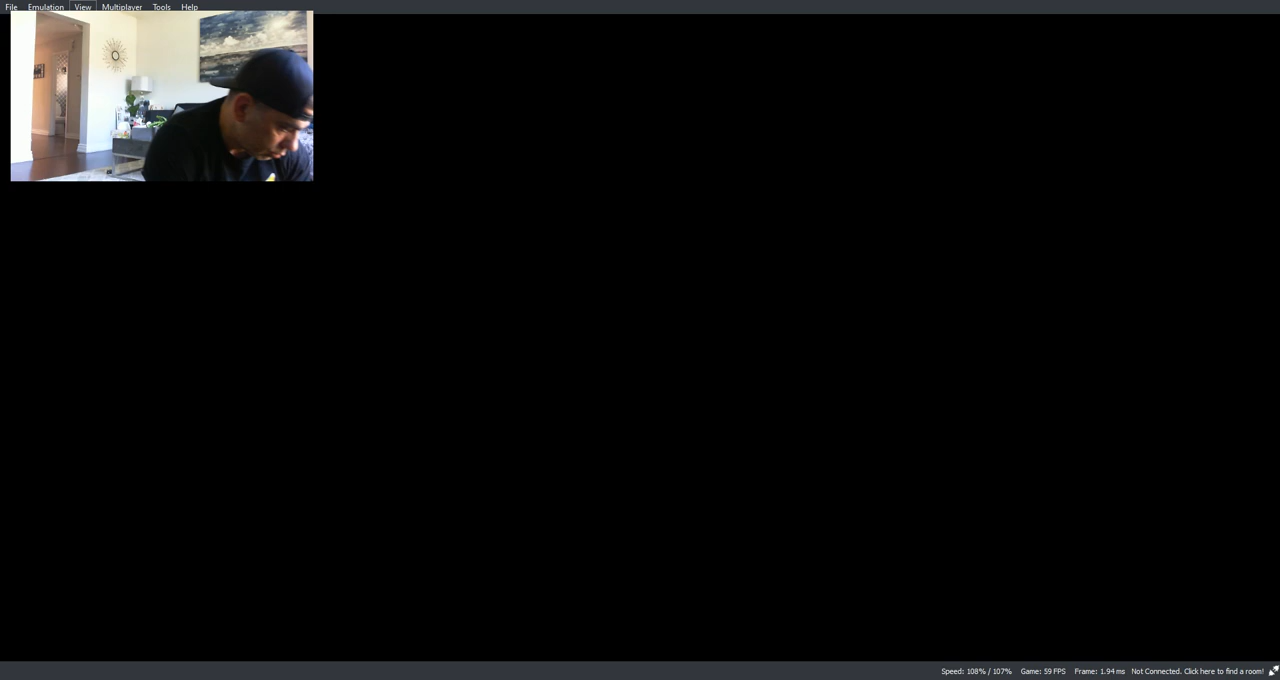 File Emulation View Multiplayer Tools Help
Speed: 108% / 107% Game: 59 FPS Frame: 1.94 ms Not Connected. Click here to find a room!